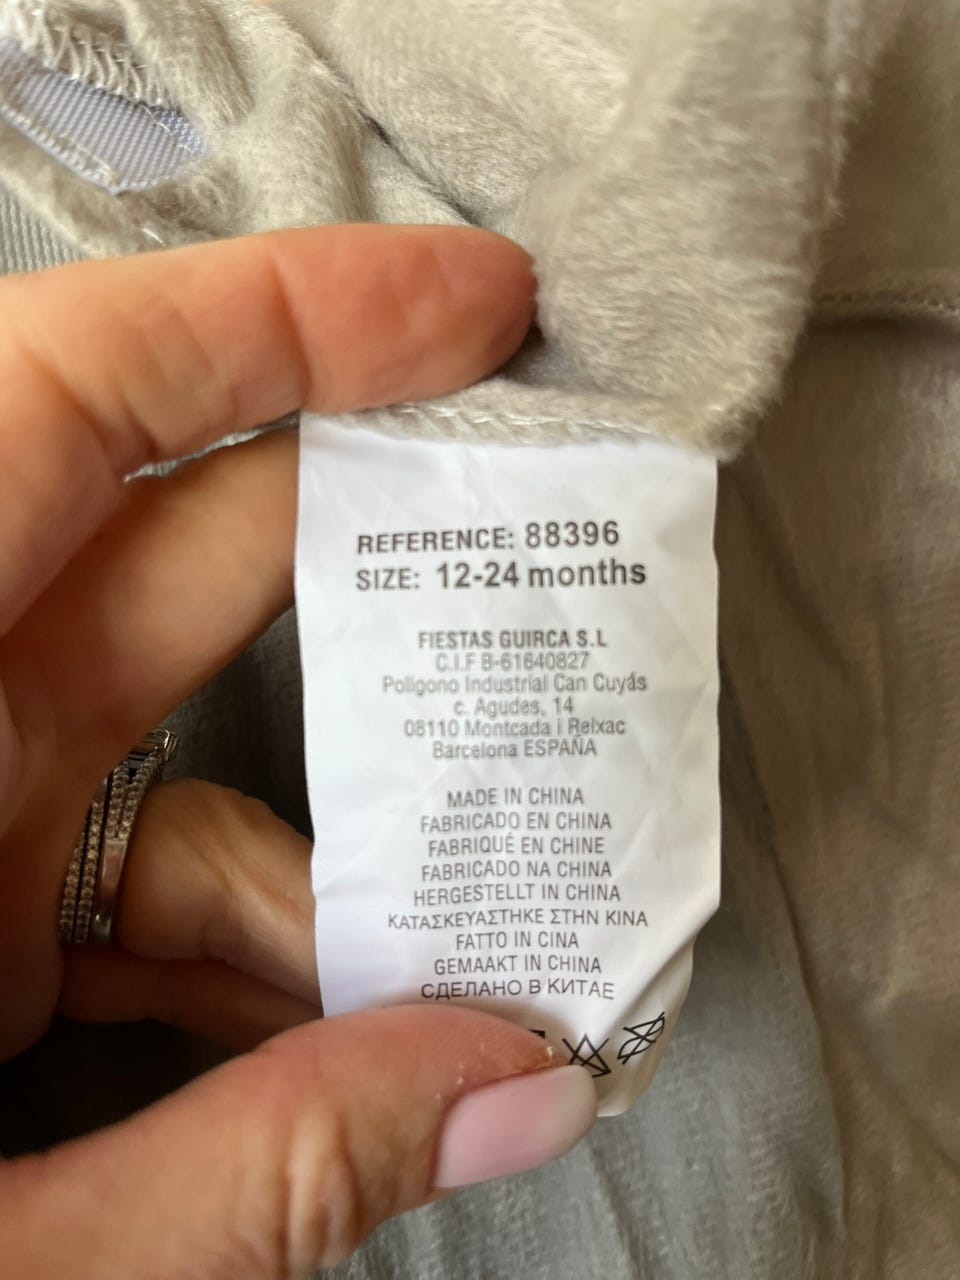 REFERENCE: 88396
SIZE: 12-24 months
FIESTAS GUIRCA S.L
C.I.F B-61640827
Poligono Industrial Can Cuyás
c. Agudes, 14
08110 Montcada i Reixac
Barcelona ESPAÑA
MADE IN CHINA
FABRICADO EN CHINA
FABRIQUÉ EN CHINE
FABRICADO NA CHINA
HERGESTELLT IN CHINA
ΚΑΤΑΣΚΕΥΑΣΤΗΚΕ ΣΤΗΝ ΚΙΝΑ
FATTO IN CINA
GEMAAKT IN CHINA
СДЕЛАНО В КИТАЕ